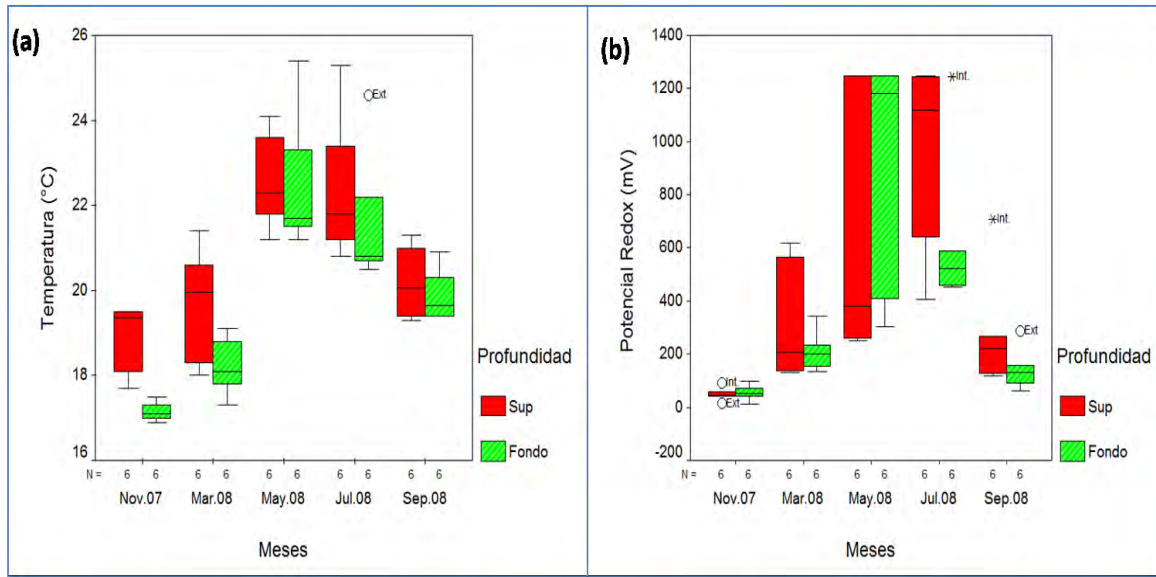 (a)
26
24
22
20
18
16
Temperatura (°C)
Ext
N = 6 6 6 6 6 6 6 6 6 6
Nov.07 Mar.08 May.08 Jul.08 Sep.08
Meses
Profundidad
Sup
Fondo
(b)
1400
1200
1000
800
600
400
200
0
-200
Potencial Redox (mV)
Int.
Int.
Int.
Ext
Ext
N = 6 6 6 6 6 6 6 6 6 6
Nov.07 Mar.08 May.08 Jul.08 Sep.08
Meses
Profundidad
Sup
Fondo